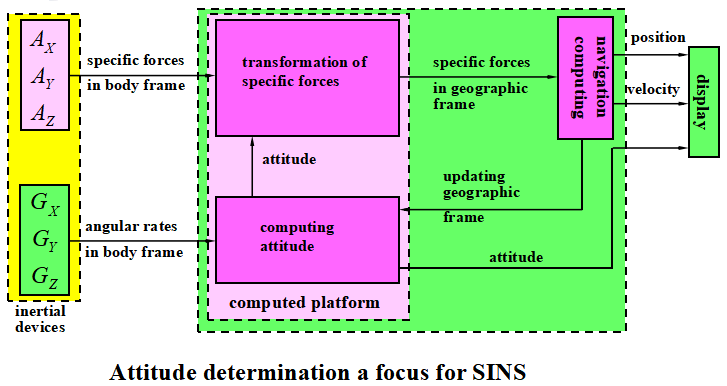 A_X
A_Y
A_Z
specific forces
in body frame
transformation of
specific forces
specific forces
in geographic
frame
navigation
computing
position
velocity
display
attitude
updating
geographic
frame
G_X
G_Y
G_Z
angular rates
in body frame
computing
attitude
attitude
computed platform
inertial
devices
Attitude determination a focus for SINS